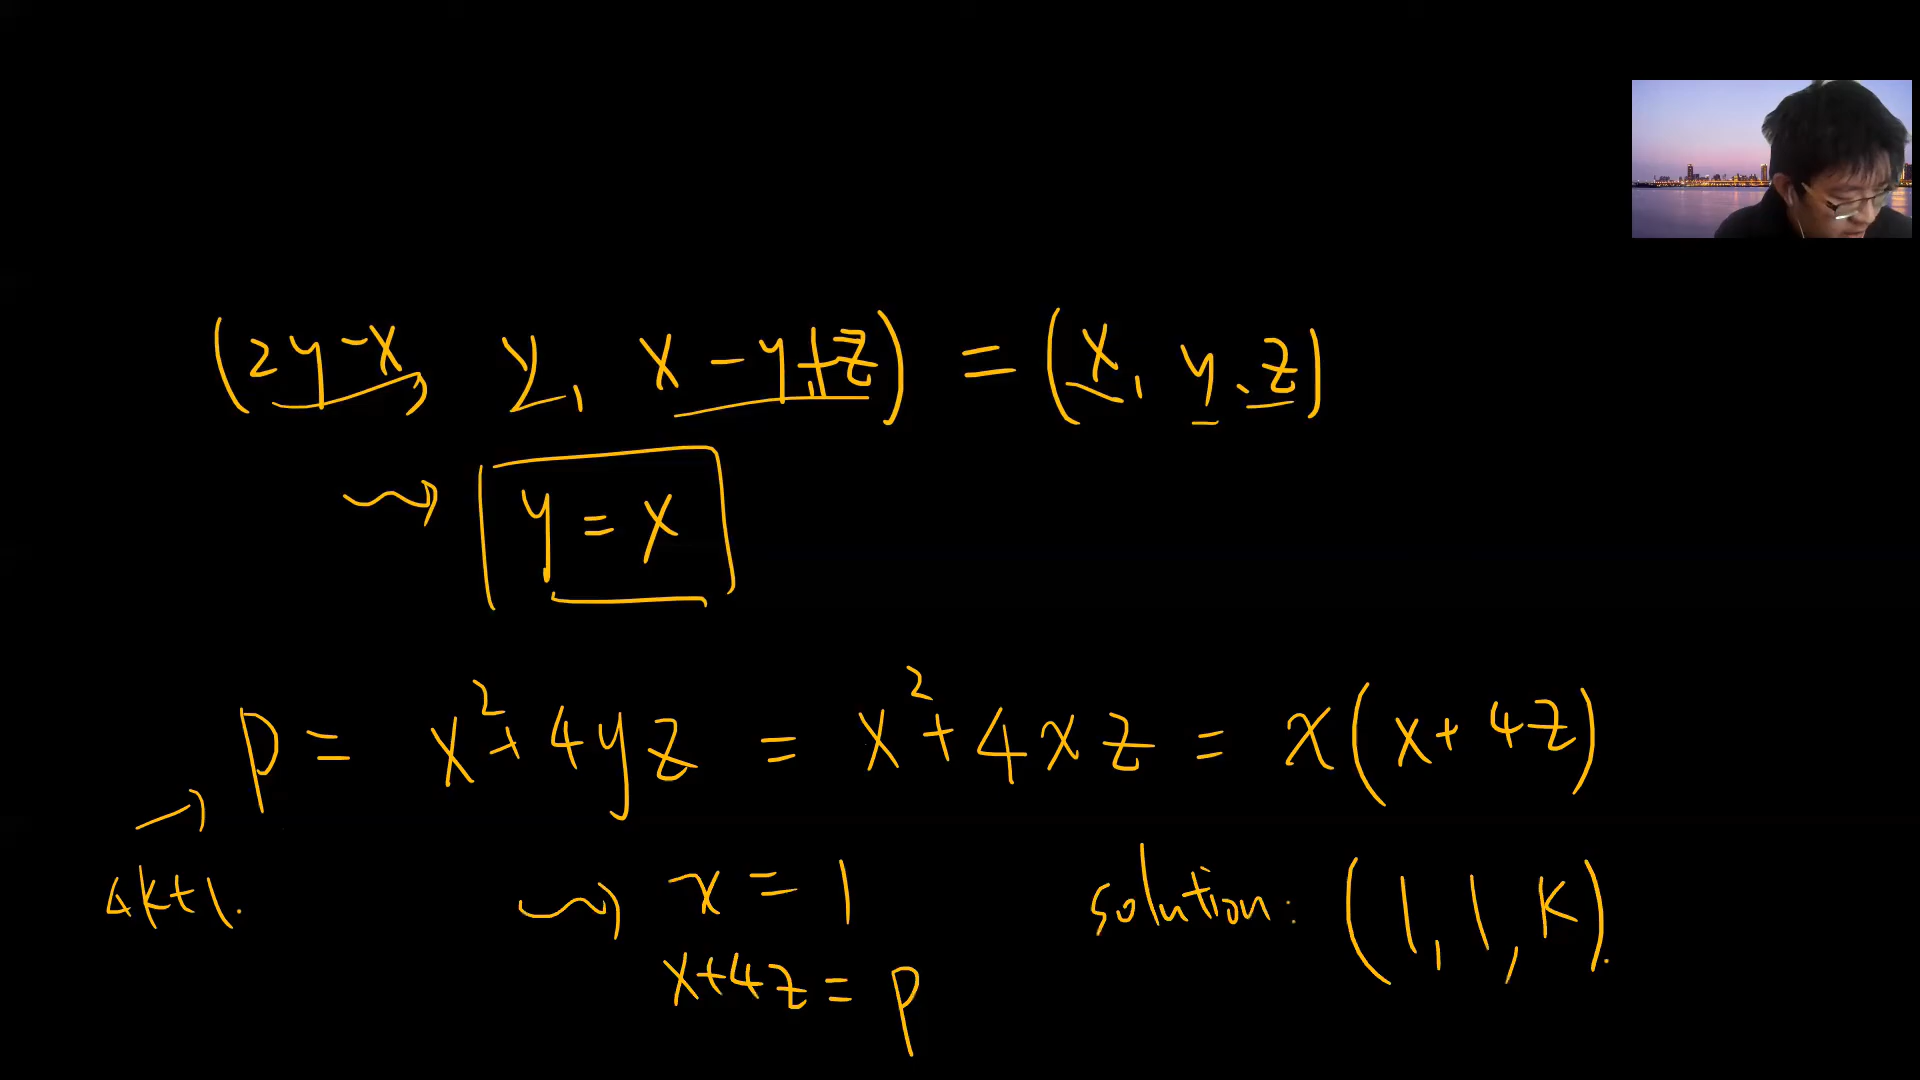 (2y-x, y, x-y+z) = (x, y, z)
⇝ y = x
p = x²+4yz = x²+4xz = x(x+4z)
→
4k+1.
⇝ x = 1
x+4z = p
solution: (1, 1, k).